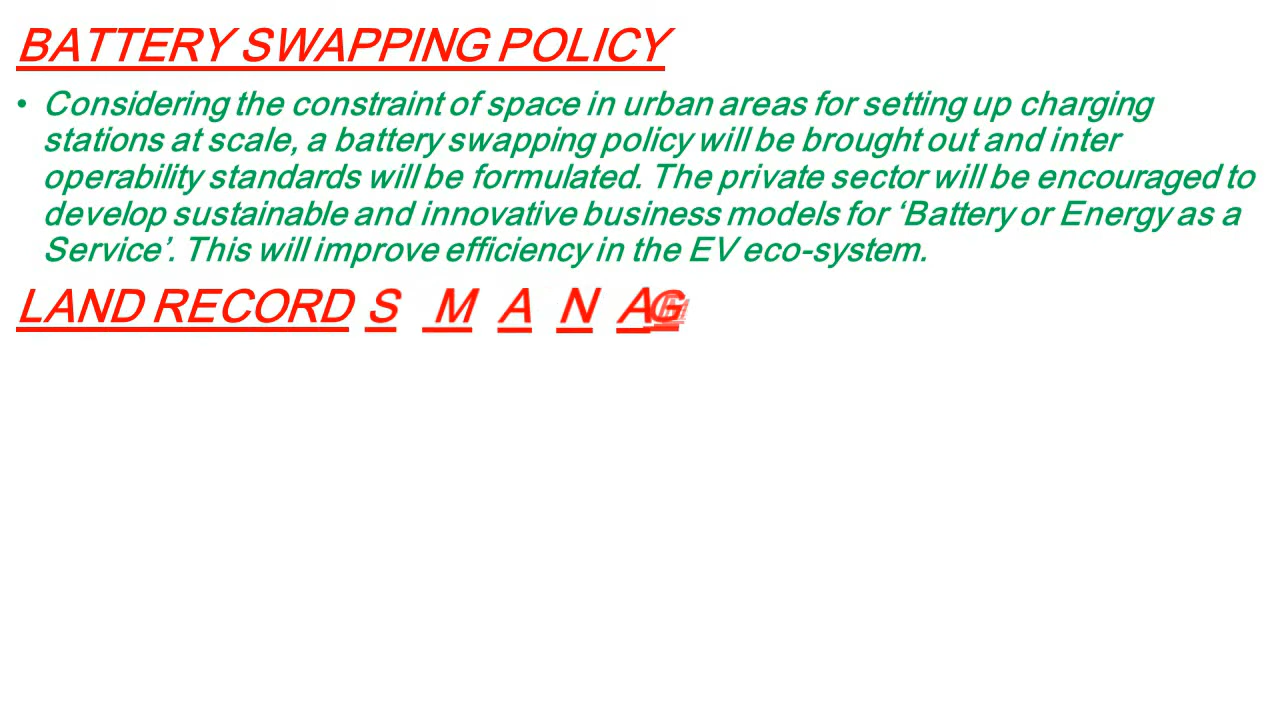 BATTERY SWAPPING POLICY
• Considering the constraint of space in urban areas for setting up charging
stations at scale, a battery swapping policy will be brought out and inter
operability standards will be formulated. The private sector will be encouraged to
develop sustainable and innovative business models for ‘Battery or Energy as a
Service’. This will improve efficiency in the EV eco-system.
LAND RECORD S M A N A G